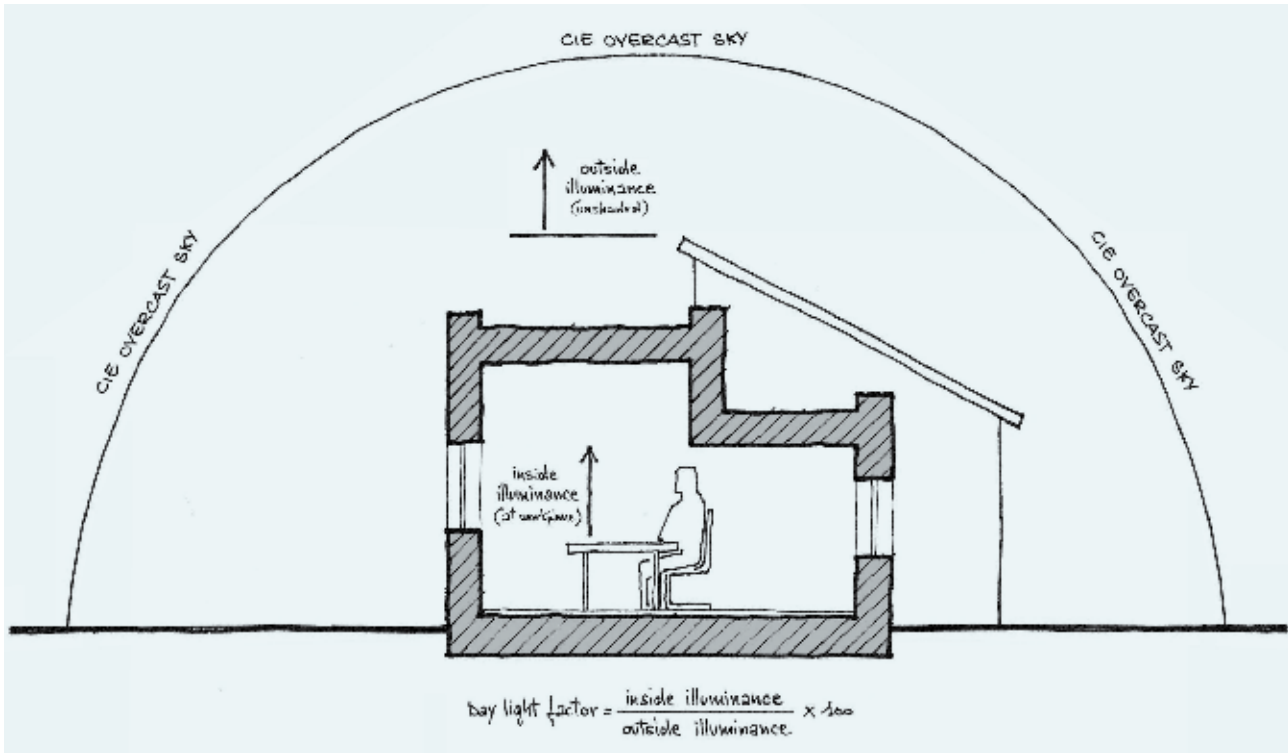 CIE OVERCAST SKY
outside
illuminance
(unshaded)
CIE OVERCAST SKY
CIE OVERCAST SKY
inside
illuminance
(at workplane)
Day light factor = inside illuminance / outside illuminance × 100